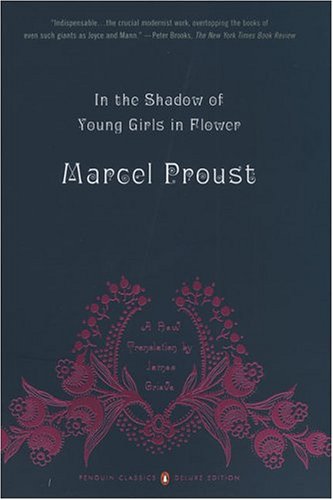 "Indispensable...the crucial modernist work, overtopping the books of
even such giants as Joyce and Mann." —Peter Brooks, The New York Times Book Review
In the Shadow of
Young Girls in Flower
Marcel Proust
A New
Translation by
James
Grieve
PENGUIN CLASSICS DELUXE EDITION